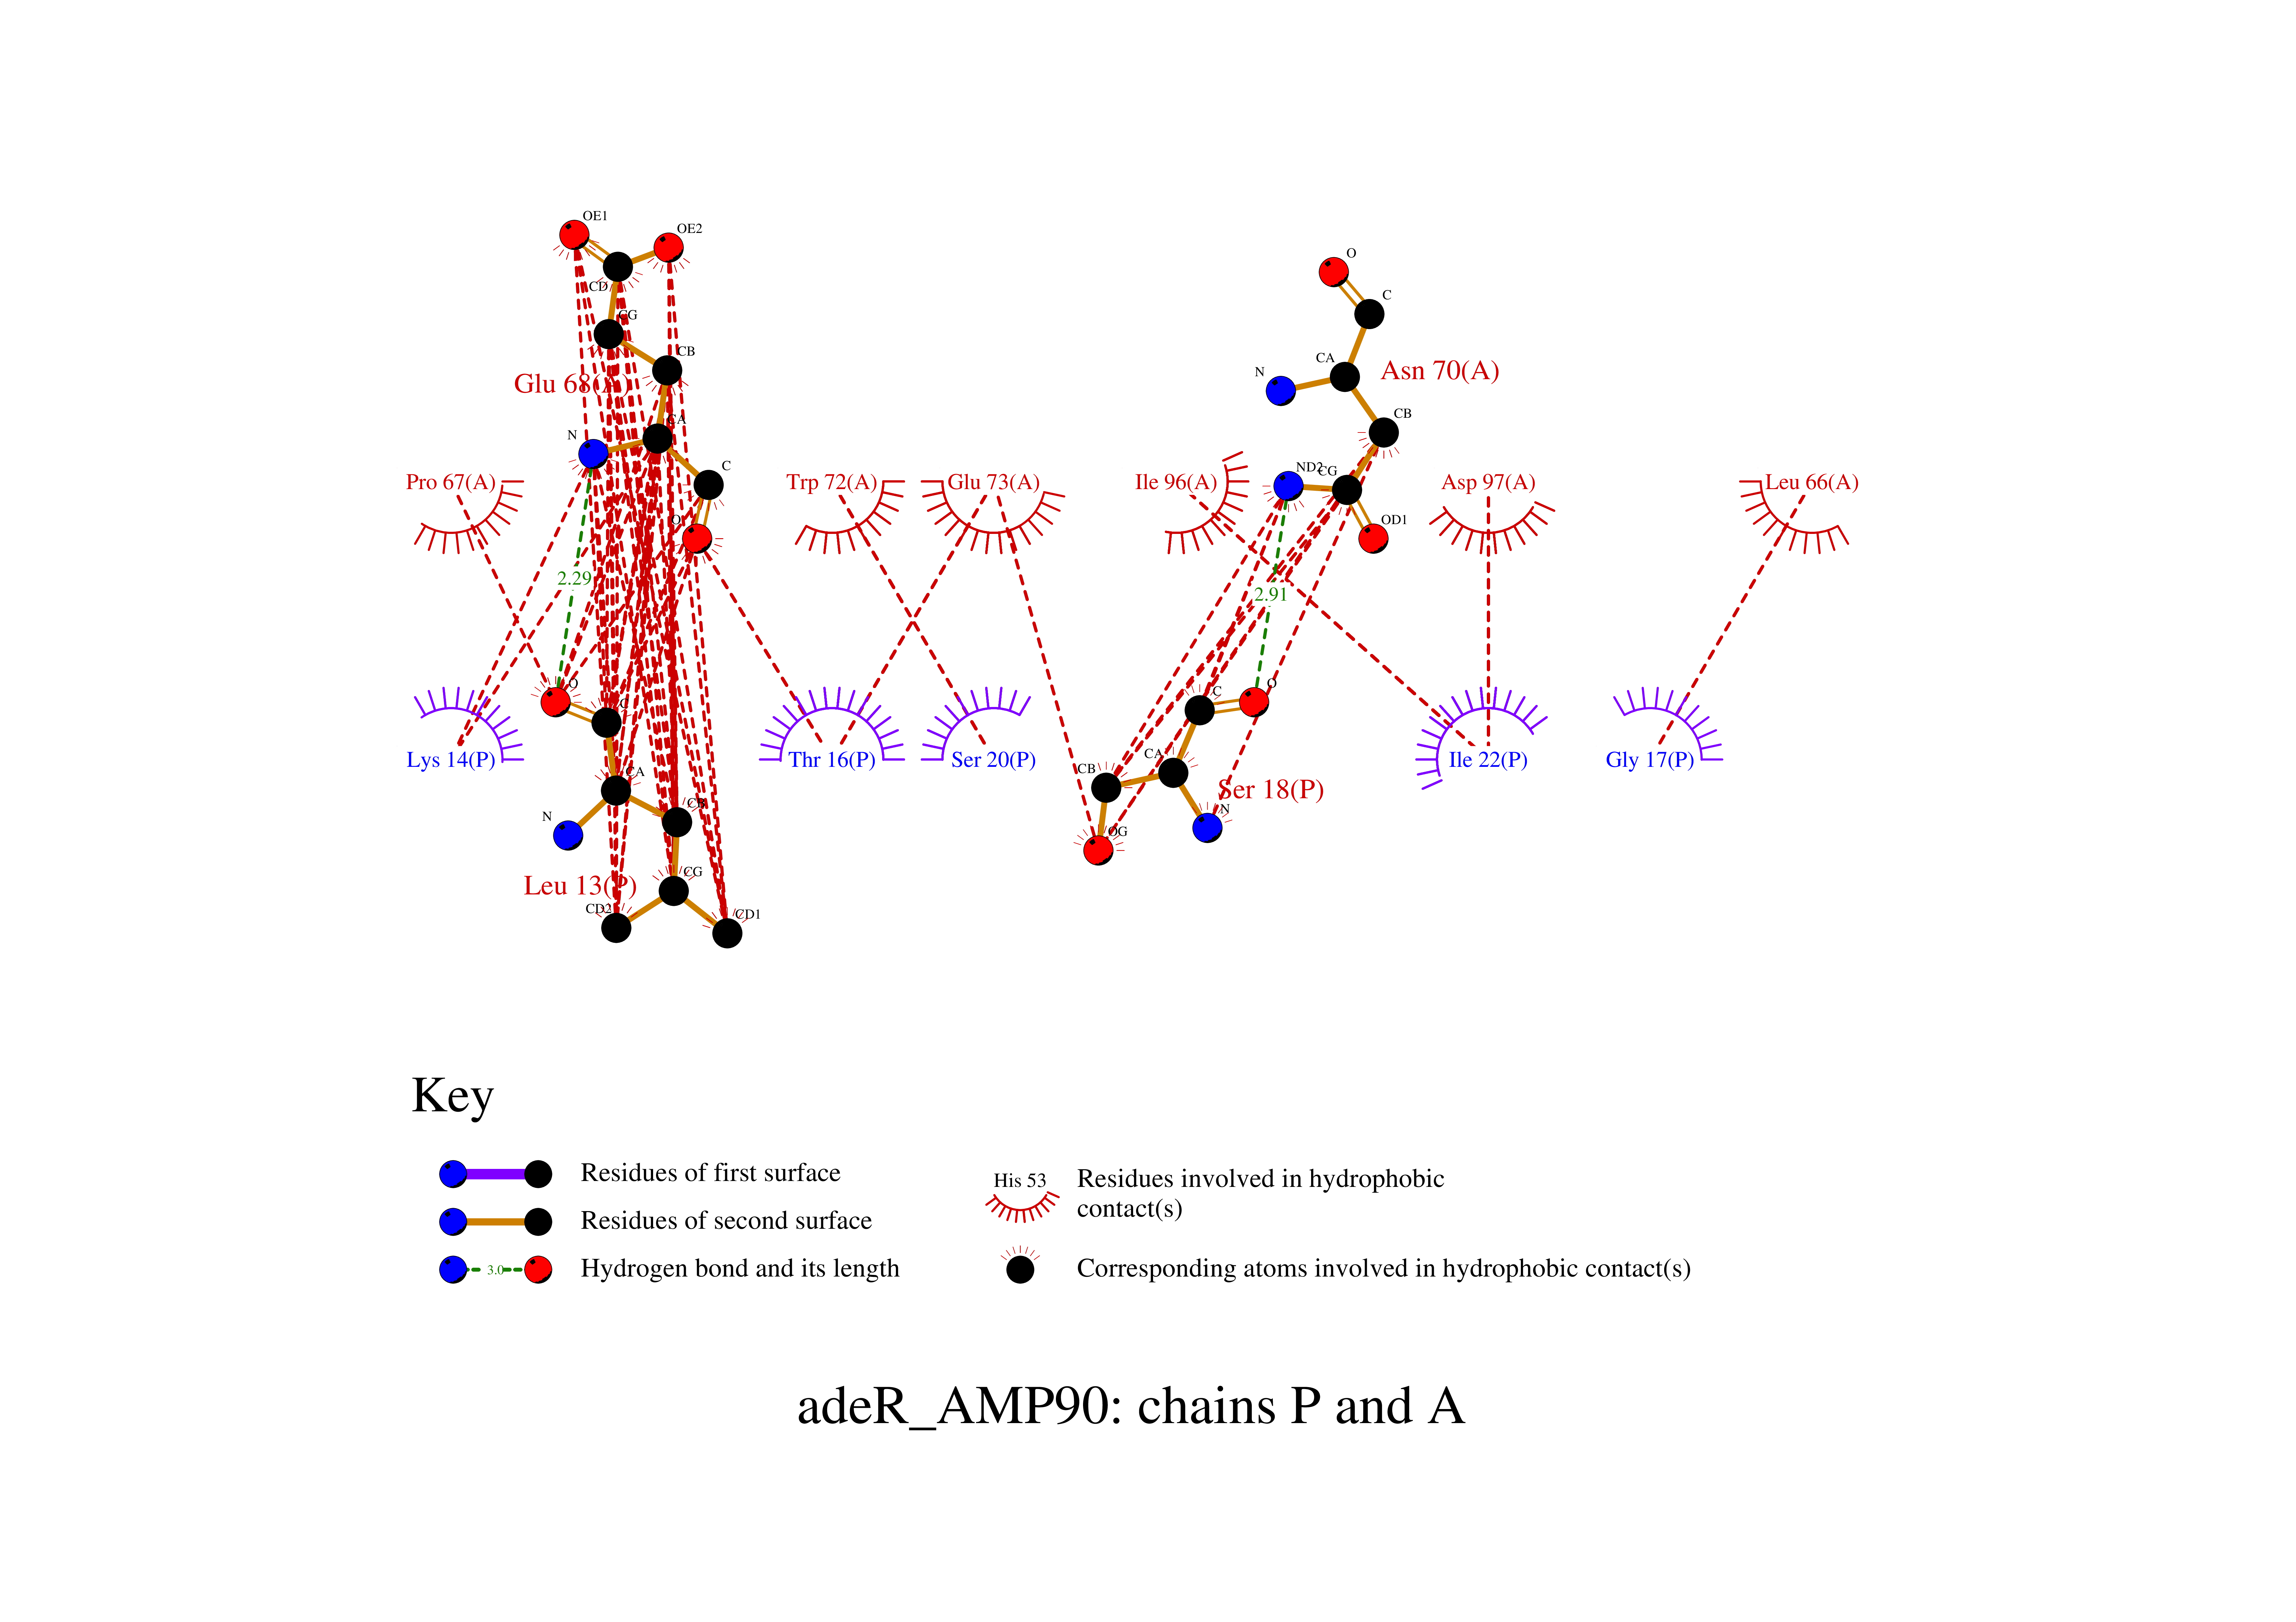 OE1
OE2
O
CD
C
CG
CB
CA
Glu 68(A)
Asn 70(A)
N
CA
CB
N
C
ND2
CG
Pro 67(A)
Trp 72(A)
Glu 73(A)
Ile 96(A)
Asp 97(A)
Leu 66(A)
O
OD1
2.29
2.91
O
O
C
C
Lys 14(P)
Thr 16(P)
Ser 20(P)
CA
Ile 22(P)
Gly 17(P)
CA
CB
Ser 18(P)
CB
N
N
OG
CG
Leu 13(P)
CD2
CD1
Key
Residues of first surface
His 53
Residues involved in hydrophobic
contact(s)
Residues of second surface
3.0
Hydrogen bond and its length
Corresponding atoms involved in hydrophobic contact(s)
adeR_AMP90: chains P and A